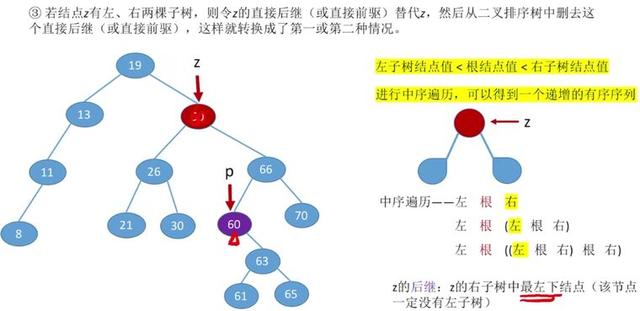 ③ 若结点z有左、右两棵子树，则令z的直接后继（或直接前驱）替代z，然后从二叉排序树中删去这
个直接后继（或直接前驱），这样就转换成了第一或第二种情况。
左子树结点值 < 根结点值 < 右子树结点值
进行中序遍历，可以得到一个递增的有序序列
z
19
13
11
26
66
8
21
30
p
60
70
63
61
65
z
中序遍历——左 根 右
左 根 (左 根 右)
左 根 ((左 根 右) 根 右)
z的后继：z的右子树中最左下结点（该节点
一定没有左子树）